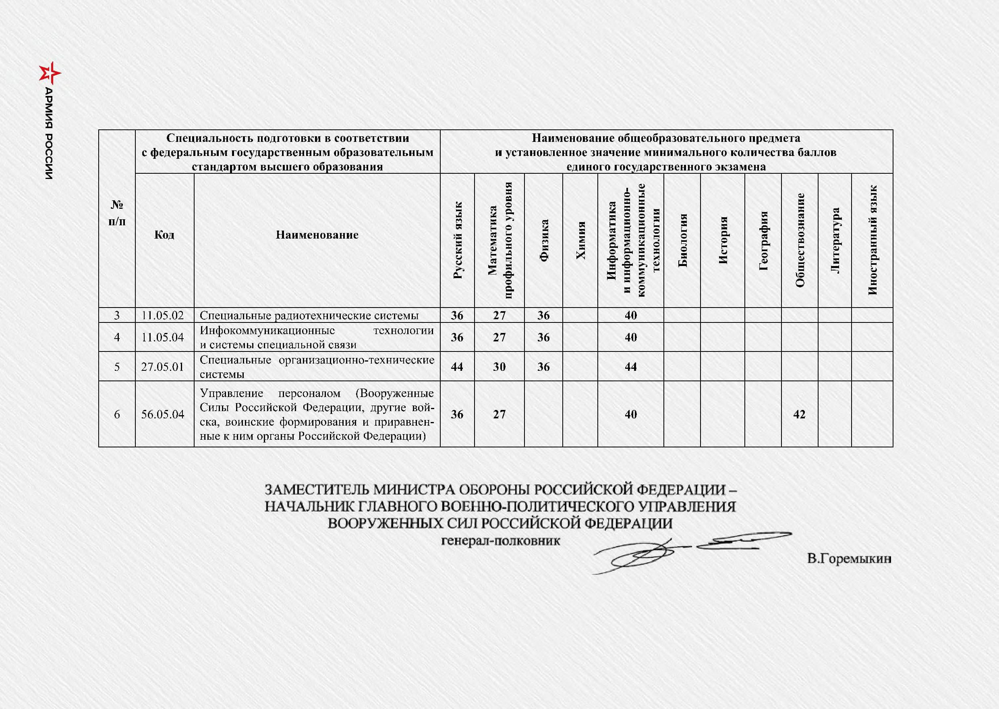 АРМИЯ РОССИИ
№
п/п
Специальность подготовки в соответствии
с федеральным государственным образовательным
стандартом высшего образования
Наименование общеобразовательного предмета
и установленное значение минимального количества баллов
единого государственного экзамена
Код
Наименование
Русский язык
Математика
профильного уровня
Физика
Химия
Информатика
и информационно-
коммуникационные
технологии
Биология
История
География
Обществознание
Литература
Иностранный язык
3 11.05.02 Специальные радиотехнические системы 36 27 36 40
4 11.05.04 Инфокоммуникационные технологии
и системы специальной связи 36 27 36 40
5 27.05.01 Специальные организационно-технические
системы 44 30 36 44
6 56.05.04 Управление персоналом (Вооруженные
Силы Российской Федерации, другие вой-
ска, воинские формирования и приравнен-
ные к ним органы Российской Федерации) 36 27 40 42
ЗАМЕСТИТЕЛЬ МИНИСТРА ОБОРОНЫ РОССИЙСКОЙ ФЕДЕРАЦИИ –
НАЧАЛЬНИК ГЛАВНОГО ВОЕННО-ПОЛИТИЧЕСКОГО УПРАВЛЕНИЯ
ВООРУЖЕННЫХ СИЛ РОССИЙСКОЙ ФЕДЕРАЦИИ
генерал-полковник
В.Горемыкин